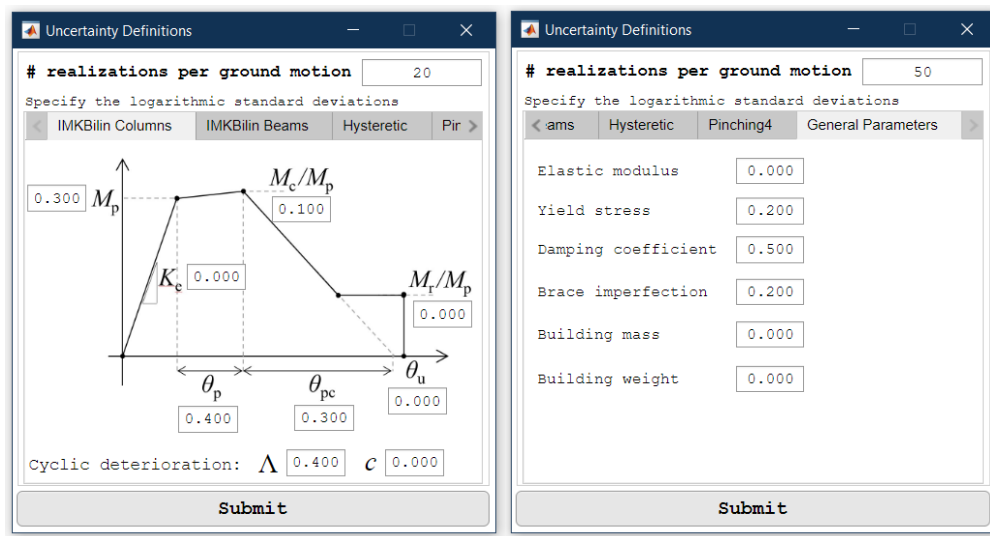 Uncertainty Definitions
# realizations per ground motion 20
Specify the logarithmic standard deviations
IMKBilin Columns IMKBilin Beams Hysteretic Pir
Mc/Mp
0.300 Mp
0.100
Ke 0.000
Mr/Mp
0.000
θp θpc θu
0.400 0.300 0.000
Cyclic deterioration: Λ 0.400 c 0.000
Submit
Uncertainty Definitions
# realizations per ground motion 50
Specify the logarithmic standard deviations
ams Hysteretic Pinching4 General Parameters
Elastic modulus 0.000
Yield stress 0.200
Damping coefficient 0.500
Brace imperfection 0.200
Building mass 0.000
Building weight 0.000
Submit